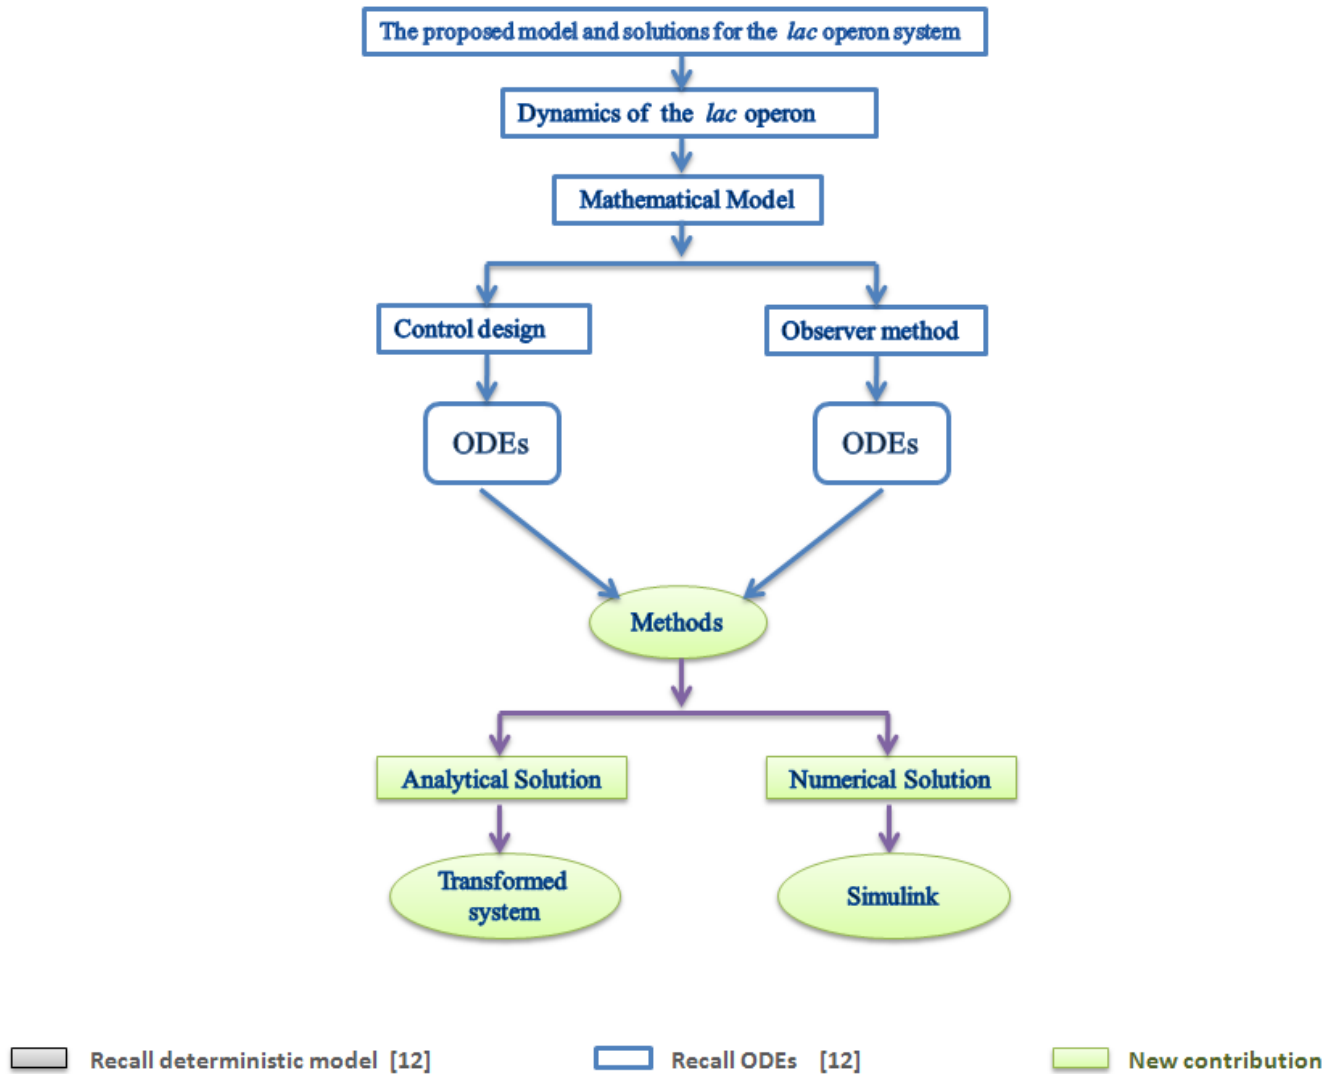 The proposed model and solutions for the lac operon system
Dynamics of the lac operon
Mathematical Model
Control design
Observer method
ODEs
ODEs
Methods
Analytical Solution
Numerical Solution
Transformed
system
Simulink
Recall deterministic model [12]
Recall ODEs [12]
New contribution